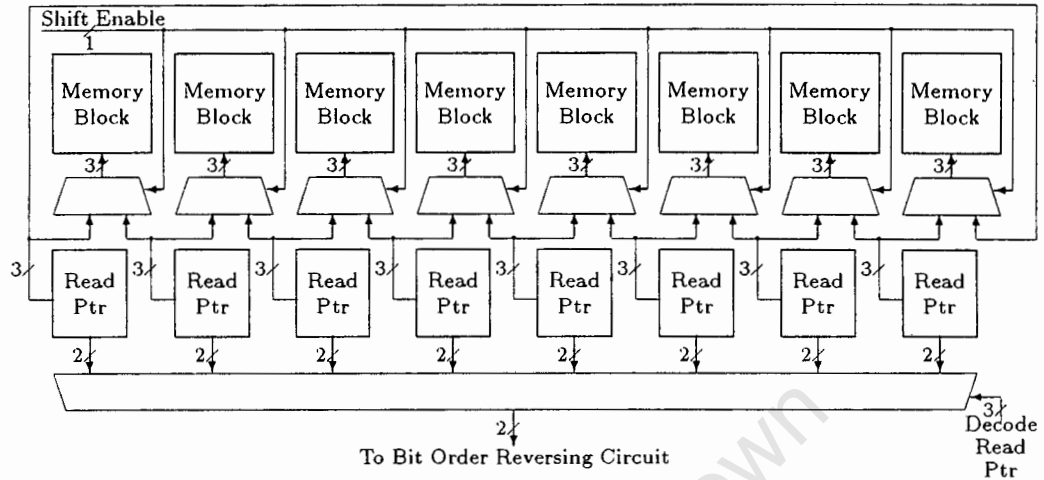 Shift Enable
1
Memory Memory Memory Memory Memory Memory Memory Memory
Block Block Block Block Block Block Block Block
3 3 3 3 3 3 3 3
3 3 3 3 3 3 3 3
Read Read Read Read Read Read Read Read
Ptr Ptr Ptr Ptr Ptr Ptr Ptr Ptr
2 2 2 2 2 2 2 2
3
2
Decode
Read
Ptr
To Bit Order Reversing Circuit
own